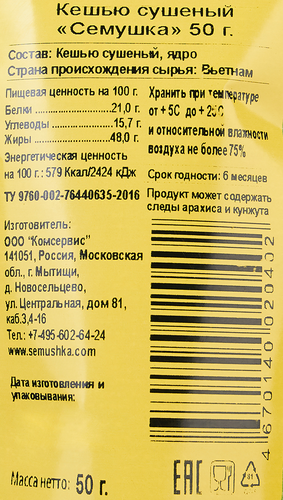 Кешью сушеный
«Семушка» 50 г.
Состав: Кешью сушеный, ядро
Страна происхождения сырья: Вьетнам
Пищевая ценность на 100 г.
Белки ...................21,0 г.
Углеводы ..............15,7 г.
Жиры ...................48,0 г.
Энергетическая ценность
на 100 г.: 579 Ккал/2424 кДж
ТУ 9760-002-76440635-2016
Хранить при температуре
от + 5С до + 25С
и относительной влажности
воздуха не более 75%
Срок годности: 6 месяцев
Продукт может содержать
следы арахиса и кунжута
Изготовитель:
ООО "Комсервис"
141051, Россия, Московская
обл., г. Мытищи,
д. Новосельцево,
ул. Центральная, дом 81,
каб.3,4-16
Тел.: +7-495-602-64-24
www.semushka.com
Дата изготовления и
упаковывания:
Масса нетто: 50 г.
4 670140 020402
EAC
81